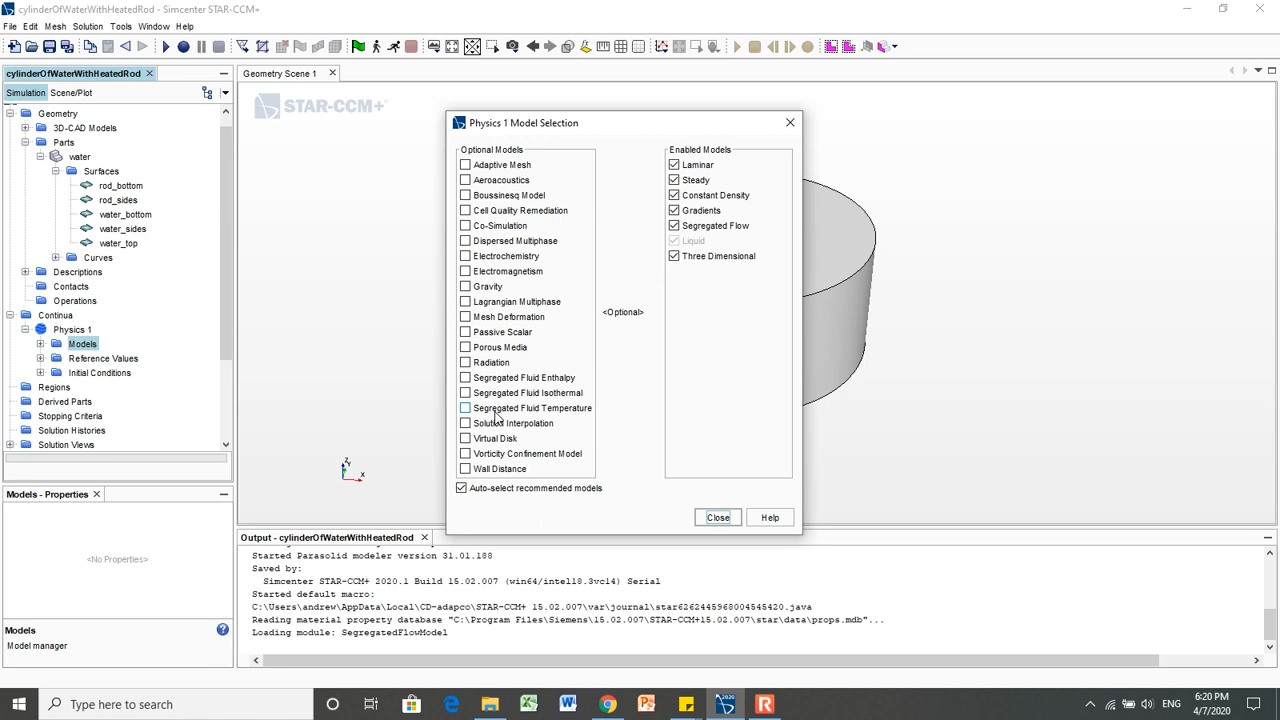 cylinderOfWaterWithHeatedRod - Simcenter STAR-CCM+
File Edit Mesh Solution Tools Window Help
cylinderOfWaterWithHeatedRod
Simulation Scene/Plot
Geometry
3D-CAD Models
Parts
water
Surfaces
rod_bottom
rod_sides
water_bottom
water_sides
water_top
Curves
Descriptions
Contacts
Operations
Continua
Physics 1
Models
Reference Values
Initial Conditions
Regions
Derived Parts
Stopping Criteria
Solution Histories
Solution Views
Models - Properties
<No Properties>
Models
Model manager
Geometry Scene 1
STAR-CCM+
Z Y
X
Physics 1 Model Selection
Optional Models
Adaptive Mesh
Aeroacoustics
Boussinesq Model
Cell Quality Remediation
Co-Simulation
Dispersed Multiphase
Electrochemistry
Electromagnetism
Gravity
Lagrangian Multiphase
Mesh Deformation
Passive Scalar
Porous Media
Radiation
Segregated Fluid Enthalpy
Segregated Fluid Isothermal
Segregated Fluid Temperature
Solution Interpolation
Virtual Disk
Vorticity Confinement Model
Wall Distance
<Optional>
Enabled Models
Laminar
Steady
Constant Density
Gradients
Segregated Flow
Liquid
Three Dimensional
Auto-select recommended models
Close Help
Output - cylinderOfWaterWithHeatedRod
Started Parasolid modeler version 31.01.188
Saved by:
Simcenter STAR-CCM+ 2020.1 Build 15.02.007 (win64/intel18.3vc14) Serial
Started default macro:
C:\Users\andrew\AppData\Local\CD-adapco\STAR-CCM+ 15.02.007\var\journal\star6262445968004545420.java
Reading material property database "C:\Program Files\Siemens\15.02.007\STAR-CCM+15.02.007\star\data\props.mdb"...
Loading module: SegregatedFlowModel
Type here to search
ENG
6:20 PM
4/7/2020